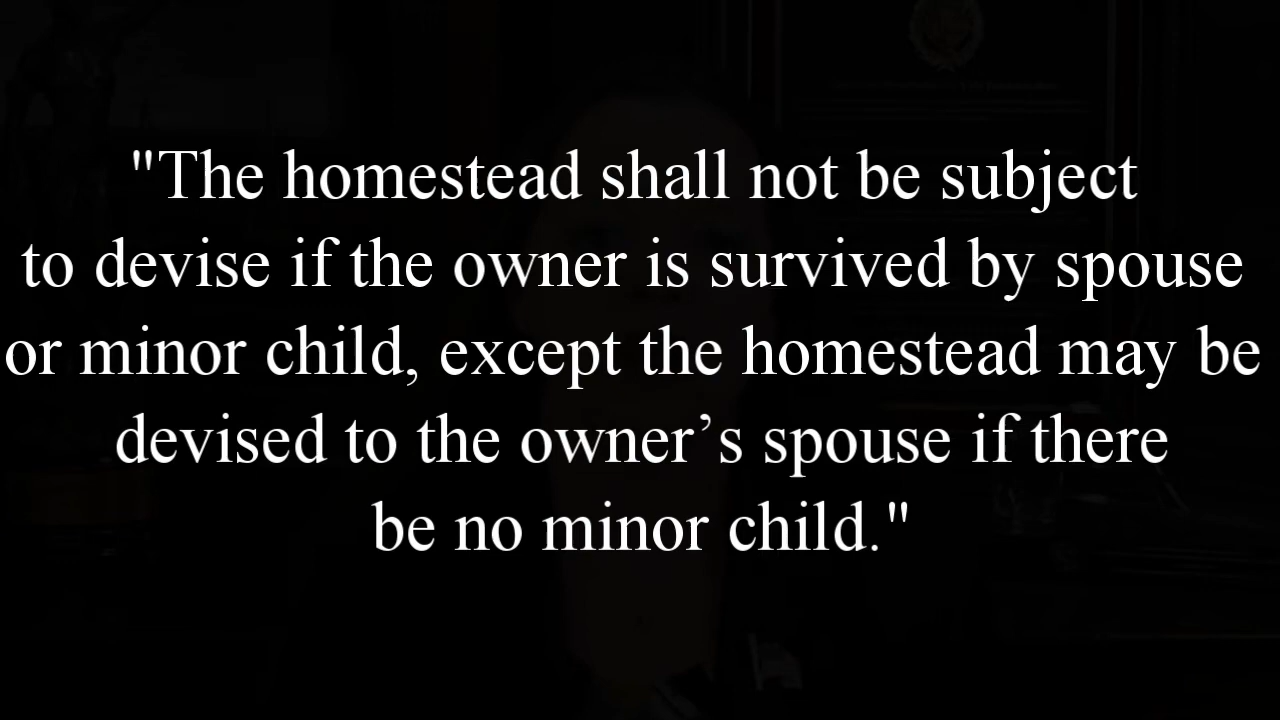 "The homestead shall not be subject
to devise if the owner is survived by spouse
or minor child, except the homestead may be
devised to the owner’s spouse if there
be no minor child."